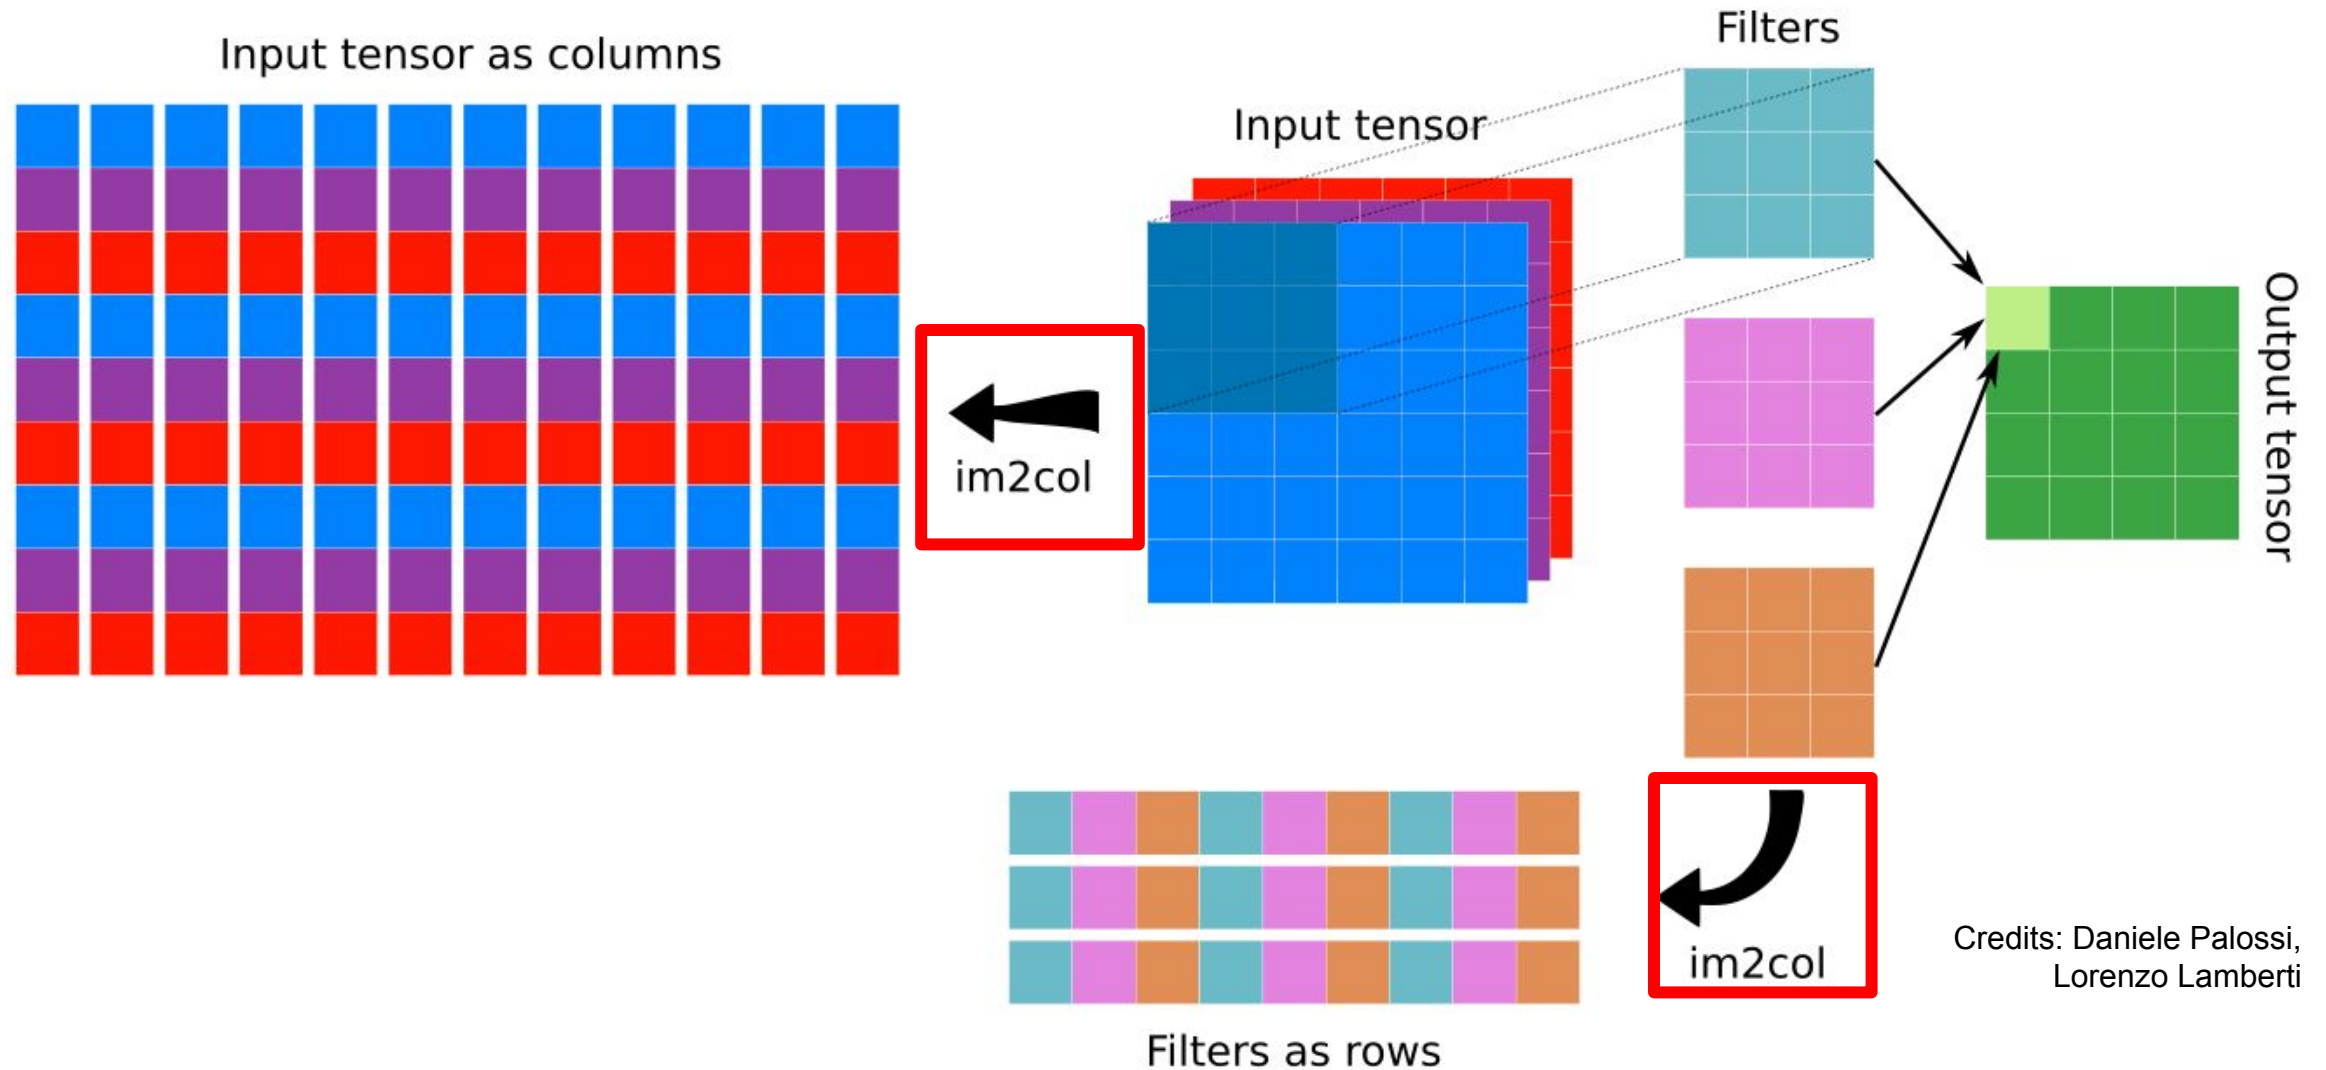 Input tensor as columns
Input tensor
Filters
im2col
Output tensor
im2col
Filters as rows
Credits: Daniele Palossi,
Lorenzo Lamberti